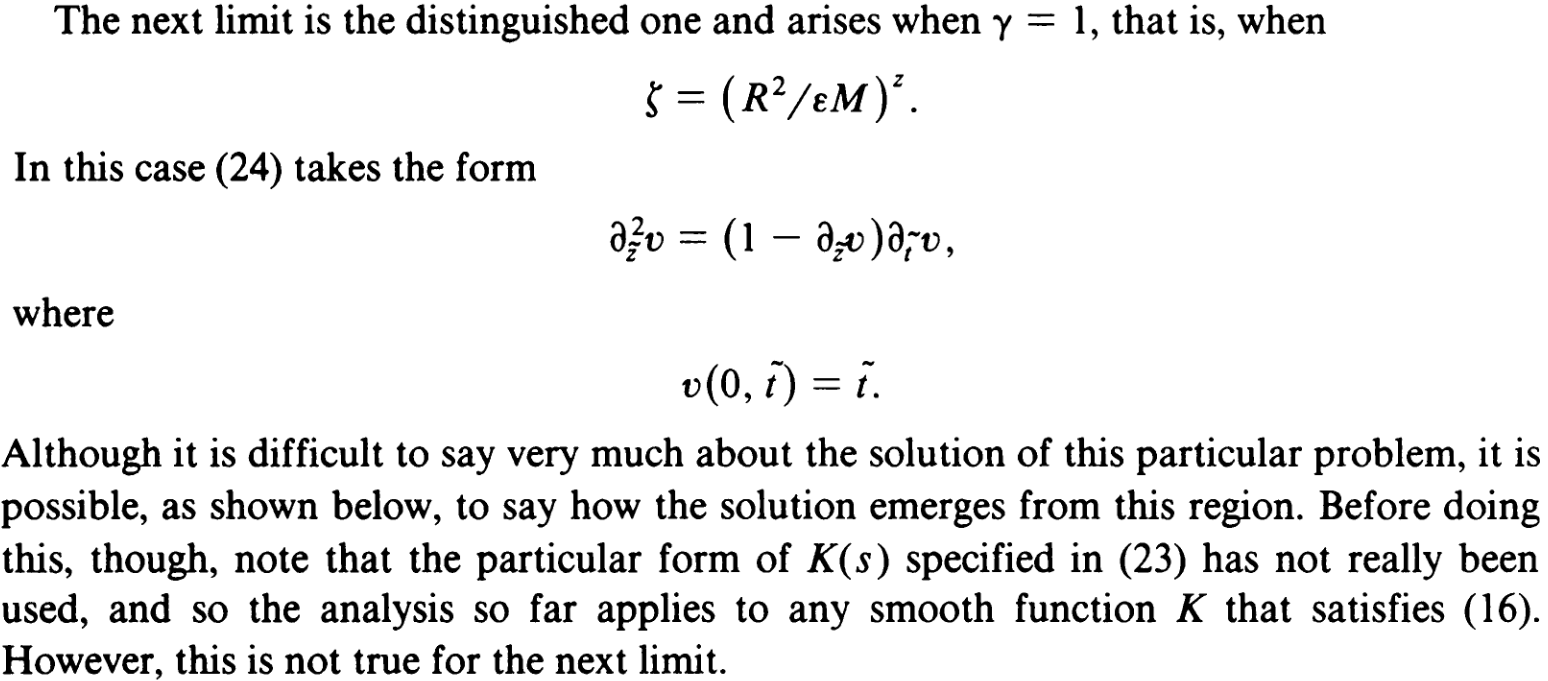 The next limit is the distinguished one and arises when γ = 1, that is, when
ζ = (R²/εM)ᶻ.
In this case (24) takes the form
∂²_z̃ v = (1 − ∂_z̃ v)∂_t̃ v,
where
v(0, t̃) = t̃.
Although it is difficult to say very much about the solution of this particular problem, it is
possible, as shown below, to say how the solution emerges from this region. Before doing
this, though, note that the particular form of K(s) specified in (23) has not really been
used, and so the analysis so far applies to any smooth function K that satisfies (16).
However, this is not true for the next limit.